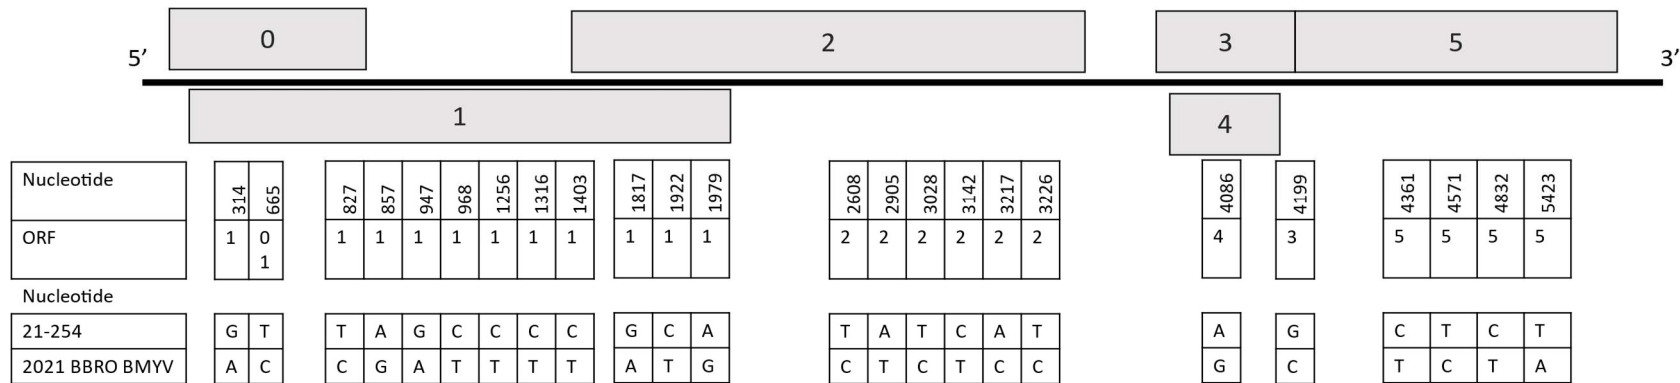 0
2
3
5
5’
3’
1
4
Nucleotide 314 665 827 857 947 968 1256 1316 1403 1817 1922 1979 2608 2905 3028 3142 3217 3226 4086 4199 4361 4571 4832 5423
ORF 1 0 1 1 1 1 1 1 1 1 1 1 2 2 2 2 2 2 4 3 5 5 5 5
1
Nucleotide
21-254 G T T A G C C C C G C A T A T C A T A G C T C T
2021 BBRO BMYV A C C G A T T T T A T G C T C T C C G C T C T A